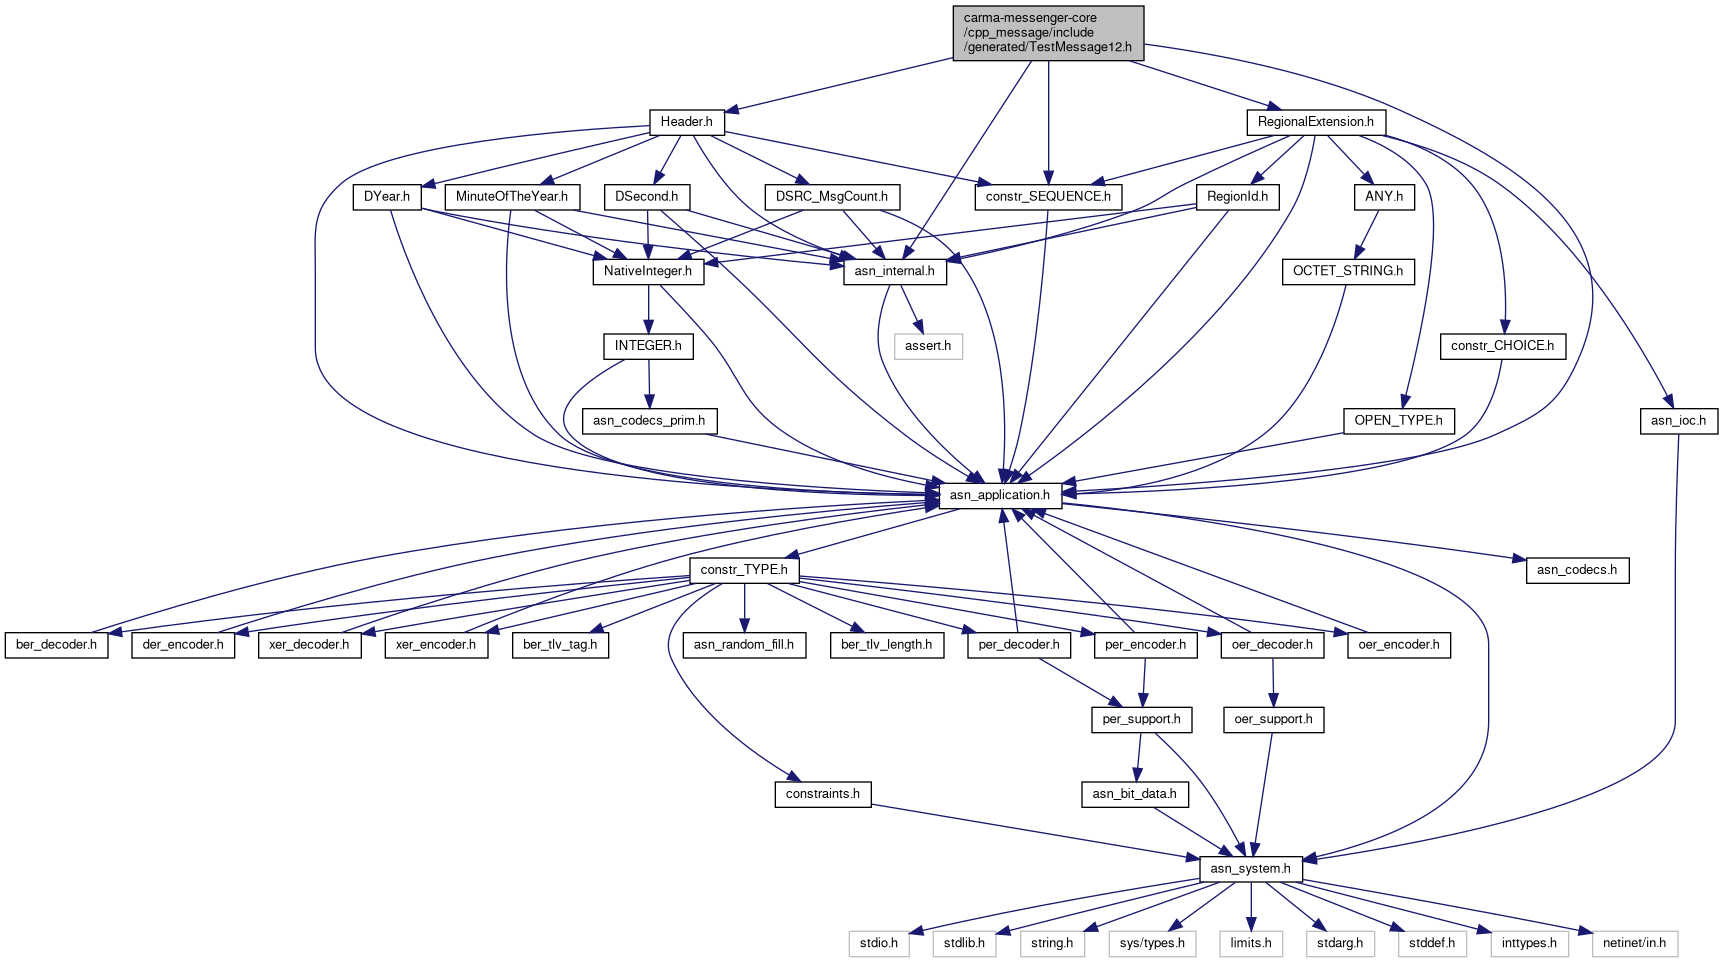 carma-messenger-core
/cpp_message/include
/generated/TestMessage12.h
Header.h
RegionalExtension.h
DYear.h
MinuteOfTheYear.h
DSecond.h
DSRC_MsgCount.h
constr_SEQUENCE.h
RegionId.h
ANY.h
NativeInteger.h
asn_internal.h
OCTET_STRING.h
INTEGER.h
assert.h
constr_CHOICE.h
asn_codecs_prim.h
OPEN_TYPE.h
asn_ioc.h
asn_application.h
constr_TYPE.h
asn_codecs.h
ber_decoder.h
der_encoder.h
xer_decoder.h
xer_encoder.h
ber_tlv_tag.h
asn_random_fill.h
ber_tlv_length.h
per_decoder.h
per_encoder.h
oer_decoder.h
oer_encoder.h
per_support.h
oer_support.h
constraints.h
asn_bit_data.h
asn_system.h
stdio.h
stdlib.h
string.h
sys/types.h
limits.h
stdarg.h
stddef.h
inttypes.h
netinet/in.h